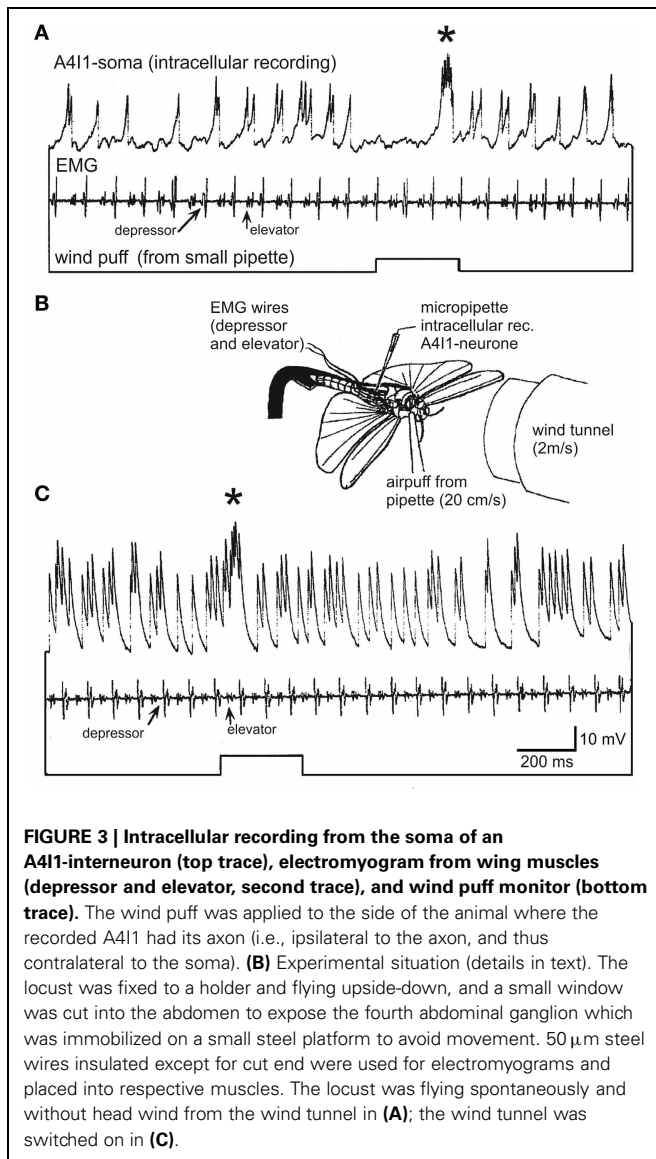 A
*
A4I1-soma (intracellular recording)
EMG
depressor
elevator
wind puff (from small pipette)
B
EMG wires
(depressor
and elevator)
micropipette
intracellular rec.
A4I1-neurone
wind tunnel
(2m/s)
airpuff from
pipette (20 cm/s)
C
*
depressor
elevator
10 mV
200 ms
FIGURE 3 | Intracellular recording from the soma of an
A4I1-interneuron (top trace), electromyogram from wing muscles
(depressor and elevator, second trace), and wind puff monitor (bottom
trace). The wind puff was applied to the side of the animal where the
recorded A4I1 had its axon (i.e., ipsilateral to the axon, and thus
contralateral to the soma). (B) Experimental situation (details in text). The
locust was fixed to a holder and flying upside-down, and a small window
was cut into the abdomen to expose the fourth abdominal ganglion which
was immobilized on a small steel platform to avoid movement. 50 μm steel
wires insulated except for cut end were used for electromyograms and
placed into respective muscles. The locust was flying spontaneously and
without head wind from the wind tunnel in (A); the wind tunnel was
switched on in (C).